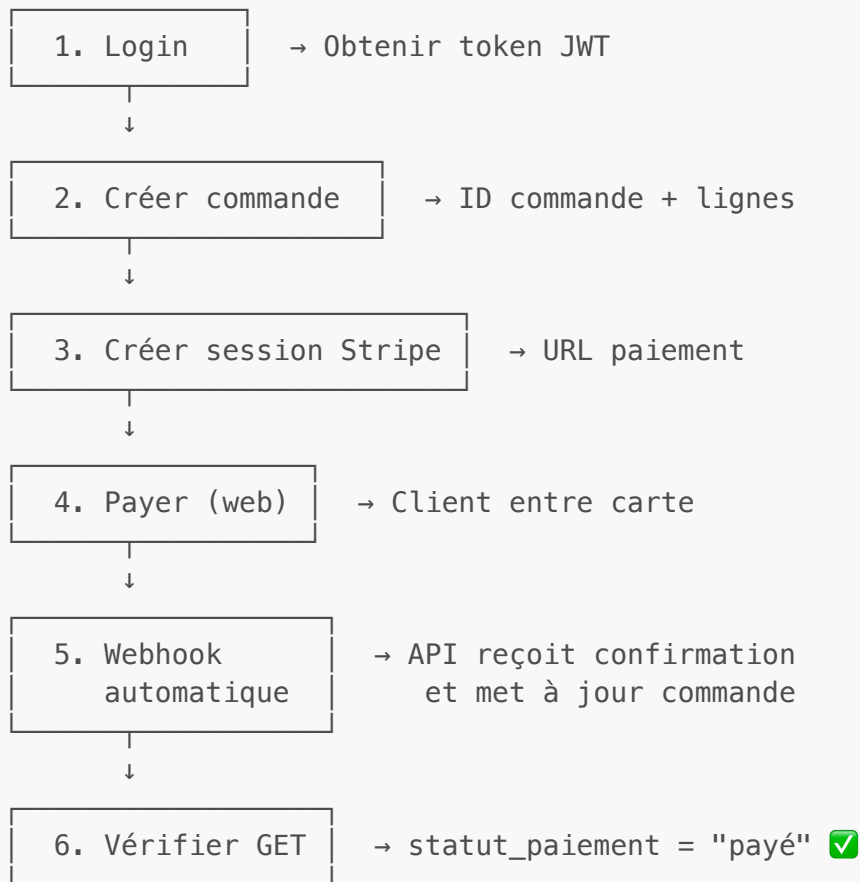 1. Login → Obtenir token JWT
↓
2. Créer commande → ID commande + lignes
↓
3. Créer session Stripe → URL paiement
↓
4. Payer (web) → Client entre carte
↓
5. Webhook → API reçoit confirmation
automatique et met à jour commande
↓
6. Vérifier GET → statut_paiement = "payé" ✅